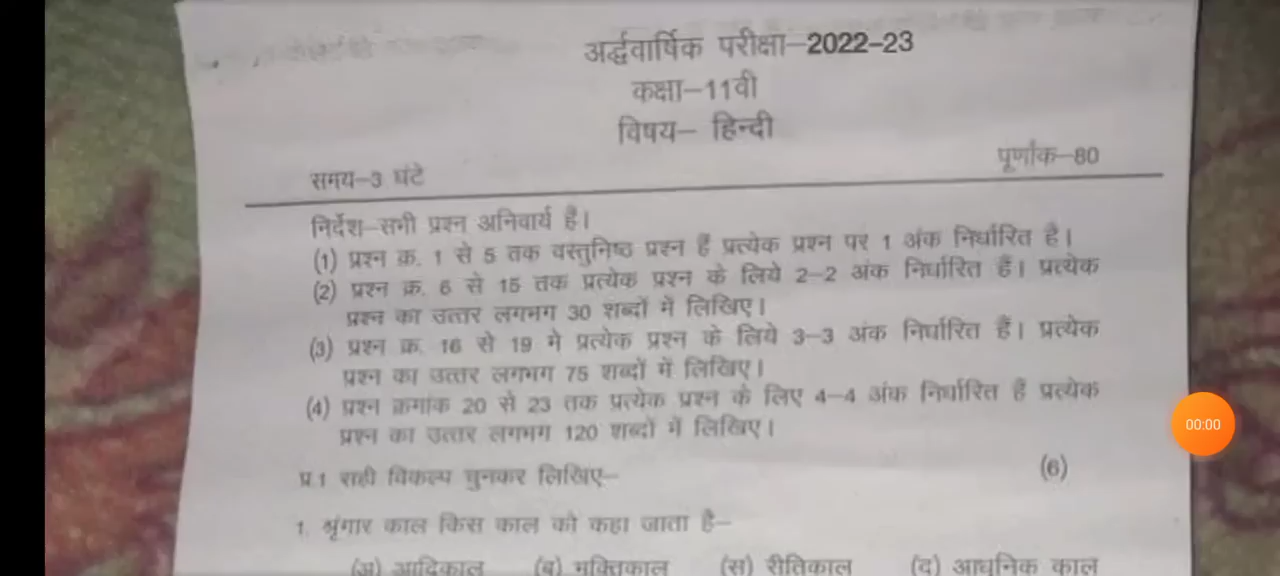 अर्द्धवार्षिक परीक्षा–2022-23
कक्षा–11वी
विषय– हिन्दी
समय–3 घंटे
पूर्णांक–80
निर्देश–सभी प्रश्न अनिवार्य हैं।
(1) प्रश्न क्र. 1 से 5 तक वस्तुनिष्ठ प्रश्न हैं प्रत्येक प्रश्न पर 1 अंक निर्धारित है।
(2) प्रश्न क्र. 6 से 15 तक प्रत्येक प्रश्न के लिये 2–2 अंक निर्धारित हैं। प्रत्येक
प्रश्न का उत्तर लगभग 30 शब्दों में लिखिए।
(3) प्रश्न क्र. 16 से 19 मे प्रत्येक प्रश्न के लिये 3–3 अंक निर्धारित हैं। प्रत्येक
प्रश्न का उत्तर लगभग 75 शब्दों में लिखिए।
(4) प्रश्न क्रमांक 20 से 23 तक प्रत्येक प्रश्न के लिए 4–4 अंक निर्धारित हैं प्रत्येक
प्रश्न का उत्तर लगभग 120 शब्दों में लिखिए।
प्र.1 सही विकल्प चुनकर लिखिए–
(6)
1. श्रृंगार काल किस काल को कहा जाता है–
(अ) आदिकाल (ब) भक्तिकाल (स) रीतिकाल (द) आधुनिक काल
00:00